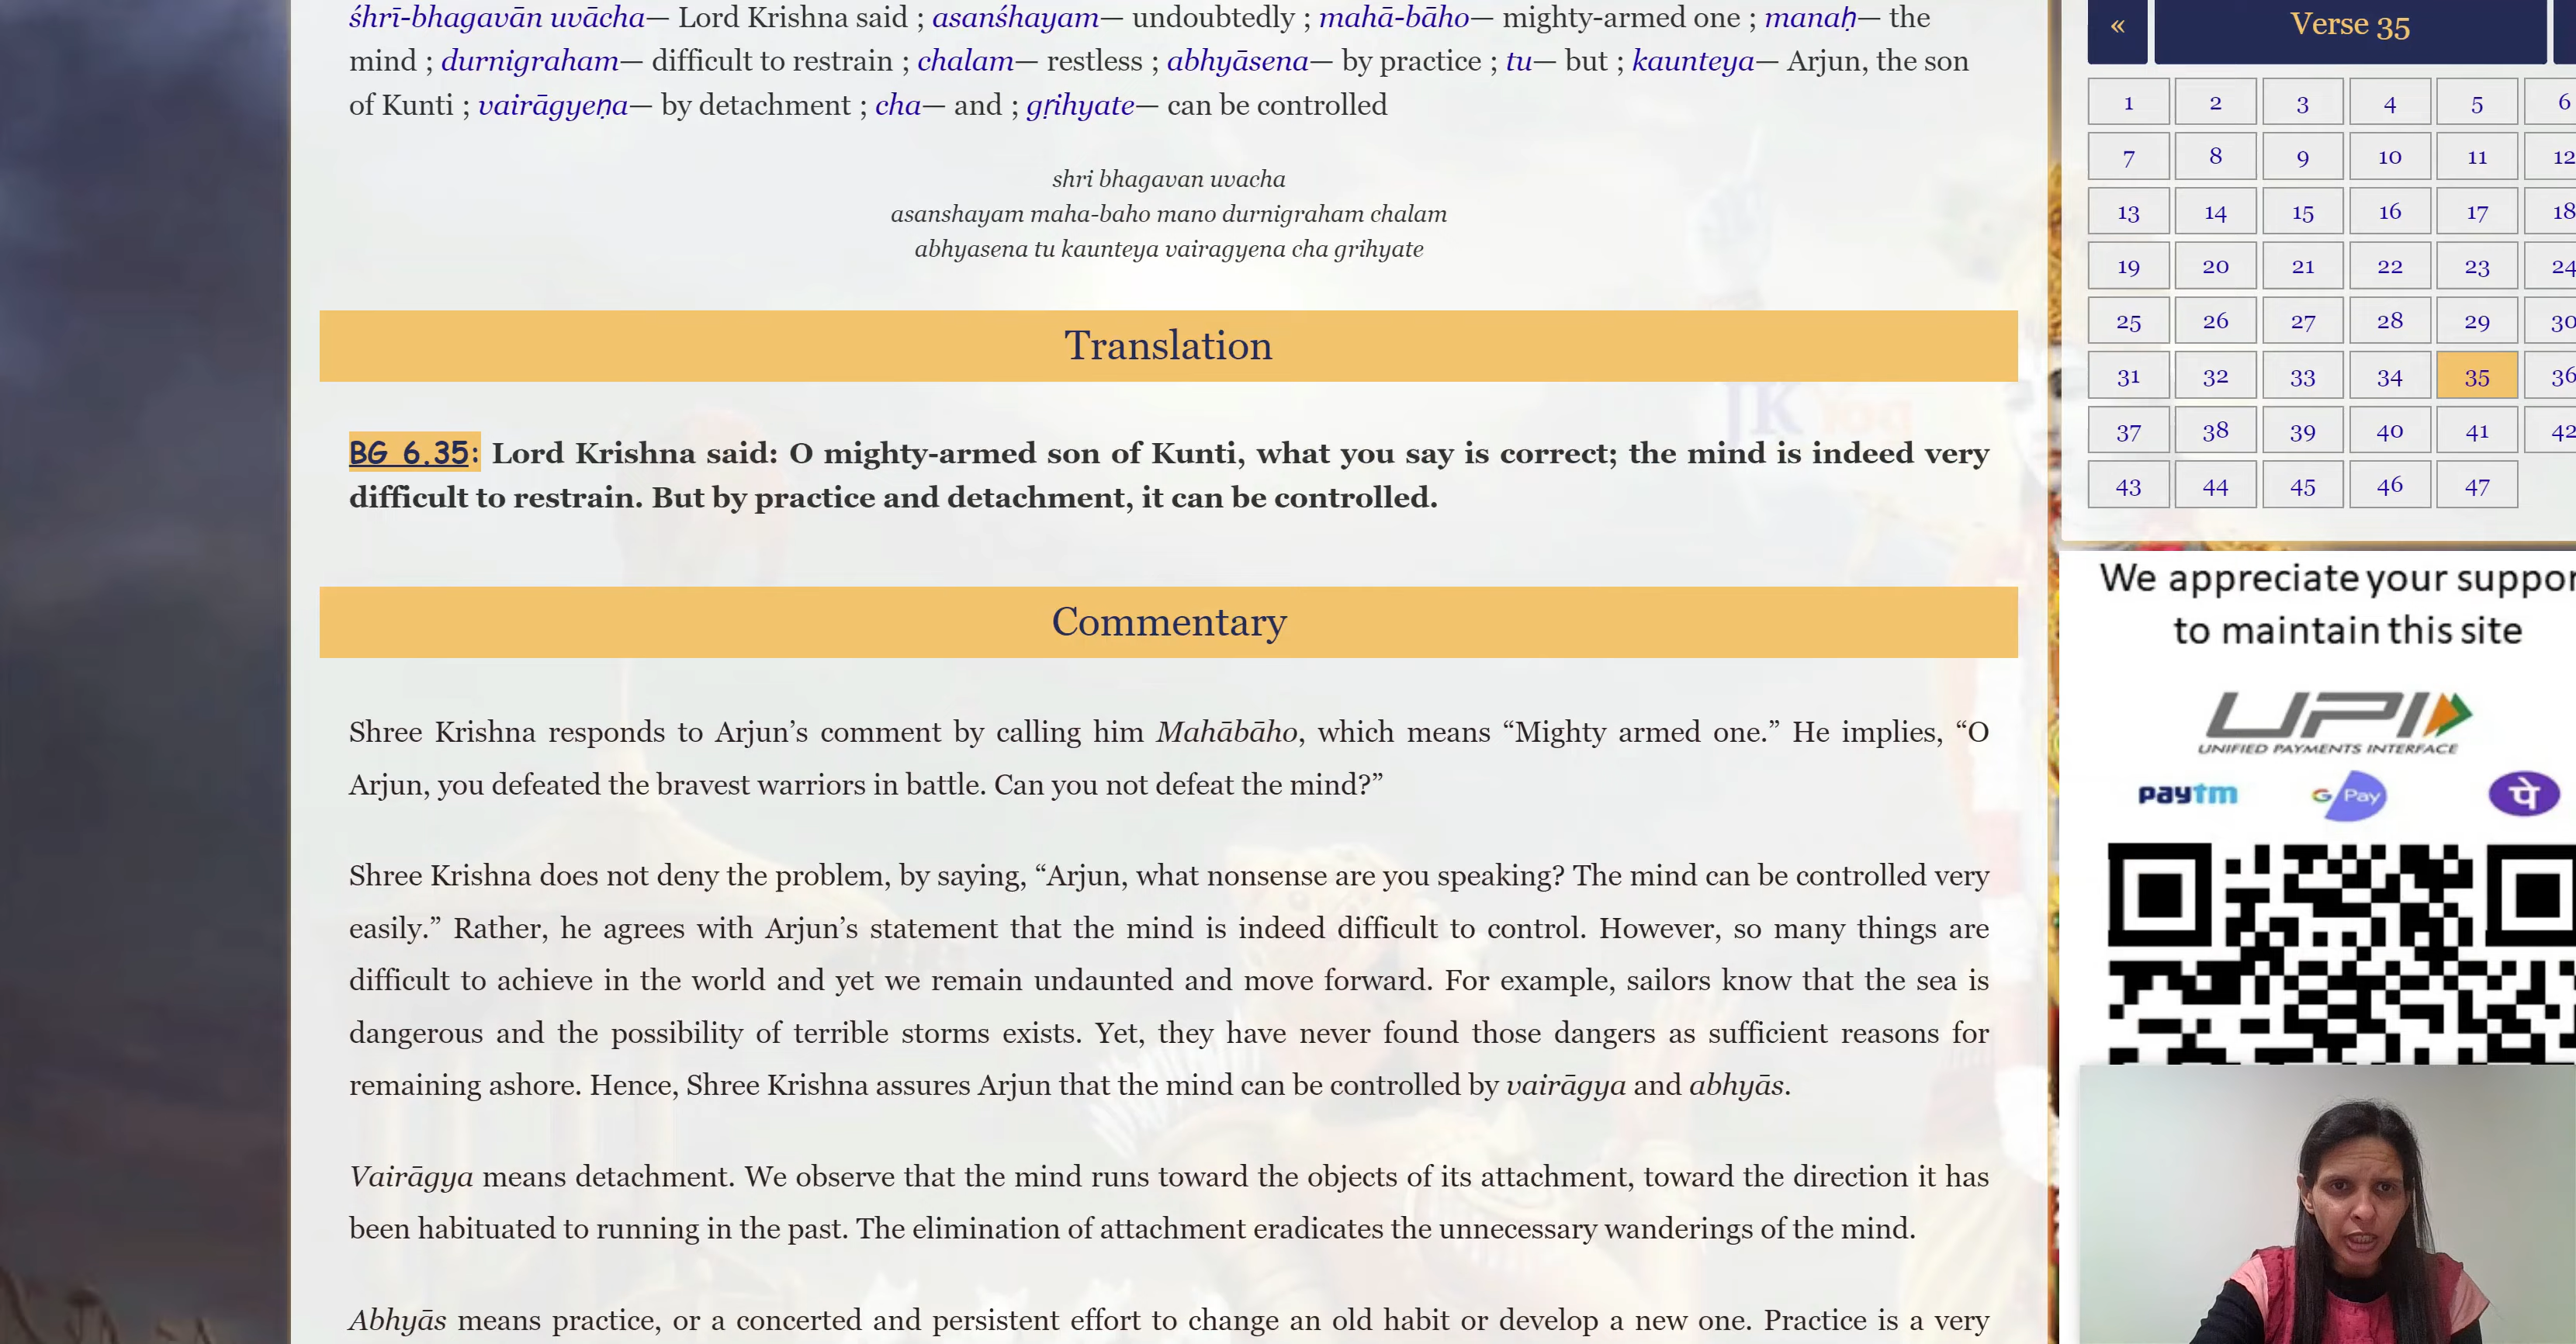 śhrī-bhagavān uvācha— Lord Krishna said ; asanśhayam— undoubtedly ; mahā-bāho— mighty-armed one ; manaḥ— the
mind ; durnigraham— difficult to restrain ; chalam— restless ; abhyāsena— by practice ; tu— but ; kaunteya— Arjun, the son
of Kunti ; vairāgyeṇa— by detachment ; cha— and ; gṛihyate— can be controlled
shri bhagavan uvacha
asanshayam maha-baho mano durnigraham chalam
abhyasena tu kaunteya vairagyena cha grihyate
Translation
BG 6.35: Lord Krishna said: O mighty-armed son of Kunti, what you say is correct; the mind is indeed very
difficult to restrain. But by practice and detachment, it can be controlled.
Commentary
Shree Krishna responds to Arjun’s comment by calling him Mahābāho, which means “Mighty armed one.” He implies, “O
Arjun, you defeated the bravest warriors in battle. Can you not defeat the mind?”
Shree Krishna does not deny the problem, by saying, “Arjun, what nonsense are you speaking? The mind can be controlled very
easily.” Rather, he agrees with Arjun’s statement that the mind is indeed difficult to control. However, so many things are
difficult to achieve in the world and yet we remain undaunted and move forward. For example, sailors know that the sea is
dangerous and the possibility of terrible storms exists. Yet, they have never found those dangers as sufficient reasons for
remaining ashore. Hence, Shree Krishna assures Arjun that the mind can be controlled by vairāgya and abhyās.
Vairāgya means detachment. We observe that the mind runs toward the objects of its attachment, toward the direction it has
been habituated to running in the past. The elimination of attachment eradicates the unnecessary wanderings of the mind.
Abhyās means practice, or a concerted and persistent effort to change an old habit or develop a new one. Practice is a very
« Verse 35
1 2 3 4 5 6
7 8 9 10 11 12
13 14 15 16 17 18
19 20 21 22 23 24
25 26 27 28 29 30
31 32 33 34 35 36
37 38 39 40 41 42
43 44 45 46 47
We appreciate your suppor
to maintain this site
UPI
UNIFIED PAYMENTS INTERFACE
paytm G Pay पे